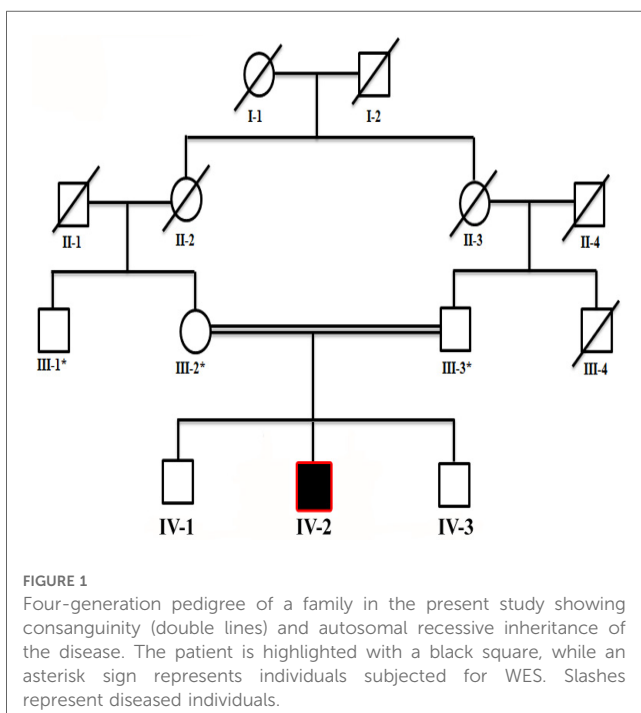 I-1 I-2
II-1 II-2 II-3 II-4
III-1* III-2* III-3* III-4
IV-1 IV-2 IV-3
FIGURE 1
Four-generation pedigree of a family in the present study showing
consanguinity (double lines) and autosomal recessive inheritance of
the disease. The patient is highlighted with a black square, while an
asterisk sign represents individuals subjected for WES. Slashes
represent diseased individuals.